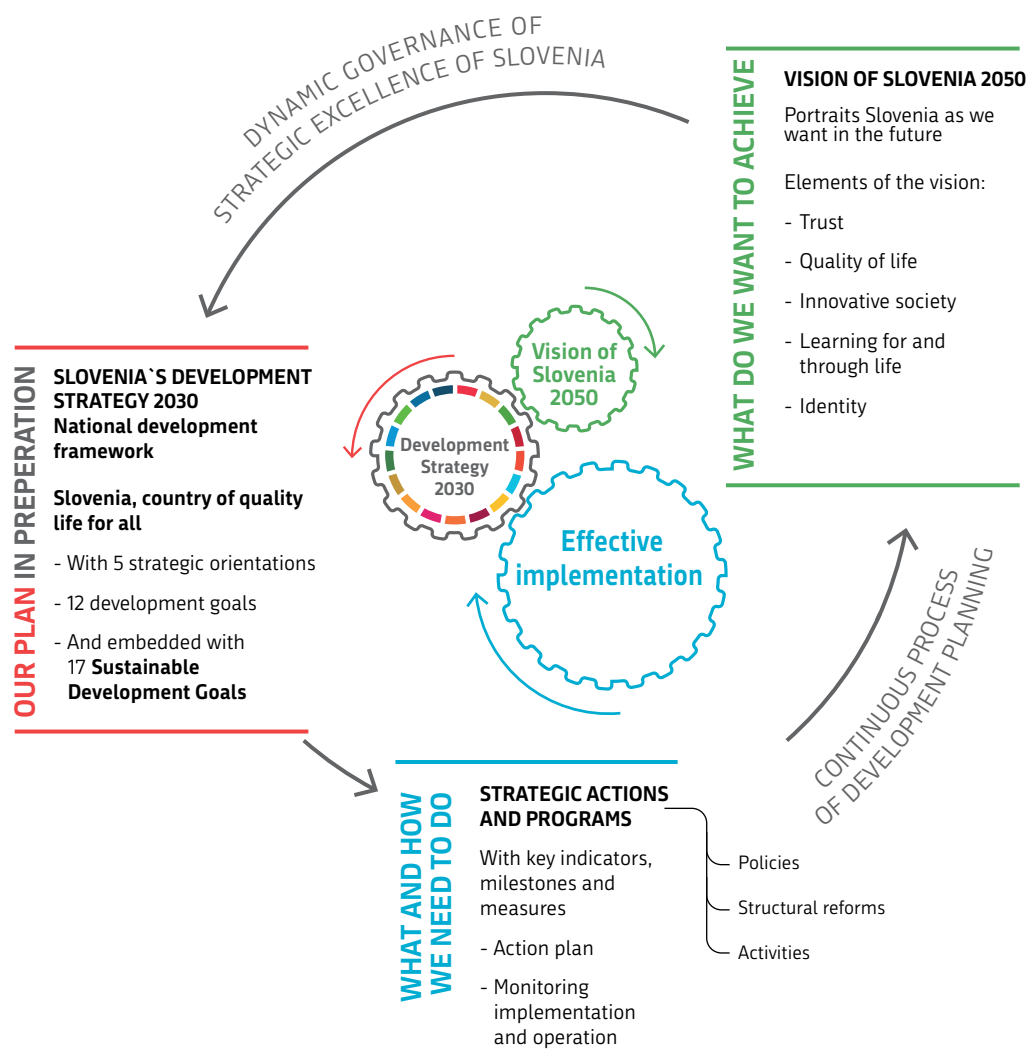 DYNAMIC GOVERNANCE OF
STRATEGIC EXCELLENCE OF SLOVENIA
WHAT DO WE WANT TO ACHIEVE
VISION OF SLOVENIA 2050
Portraits Slovenia as we
want in the future
Elements of the vision:
- Trust
- Quality of life
- Innovative society
- Learning for and
through life
- Identity
Vision of
Slovenia
2050
Development
Strategy
2030
Effective
implementation
OUR PLAN IN PREPERATION
SLOVENIA`S DEVELOPMENT
STRATEGY 2030
National development
framework
Slovenia, country of quality
life for all
- With 5 strategic orientations
- 12 development goals
- And embedded with
17 Sustainable
Development Goals
WHAT AND HOW
WE NEED TO DO
STRATEGIC ACTIONS
AND PROGRAMS
With key indicators,
milestones and
measures
- Action plan
- Monitoring
implementation
and operation
Policies
Structural reforms
Activities
CONTINUOUS PROCESS
OF DEVELOPMENT PLANNING